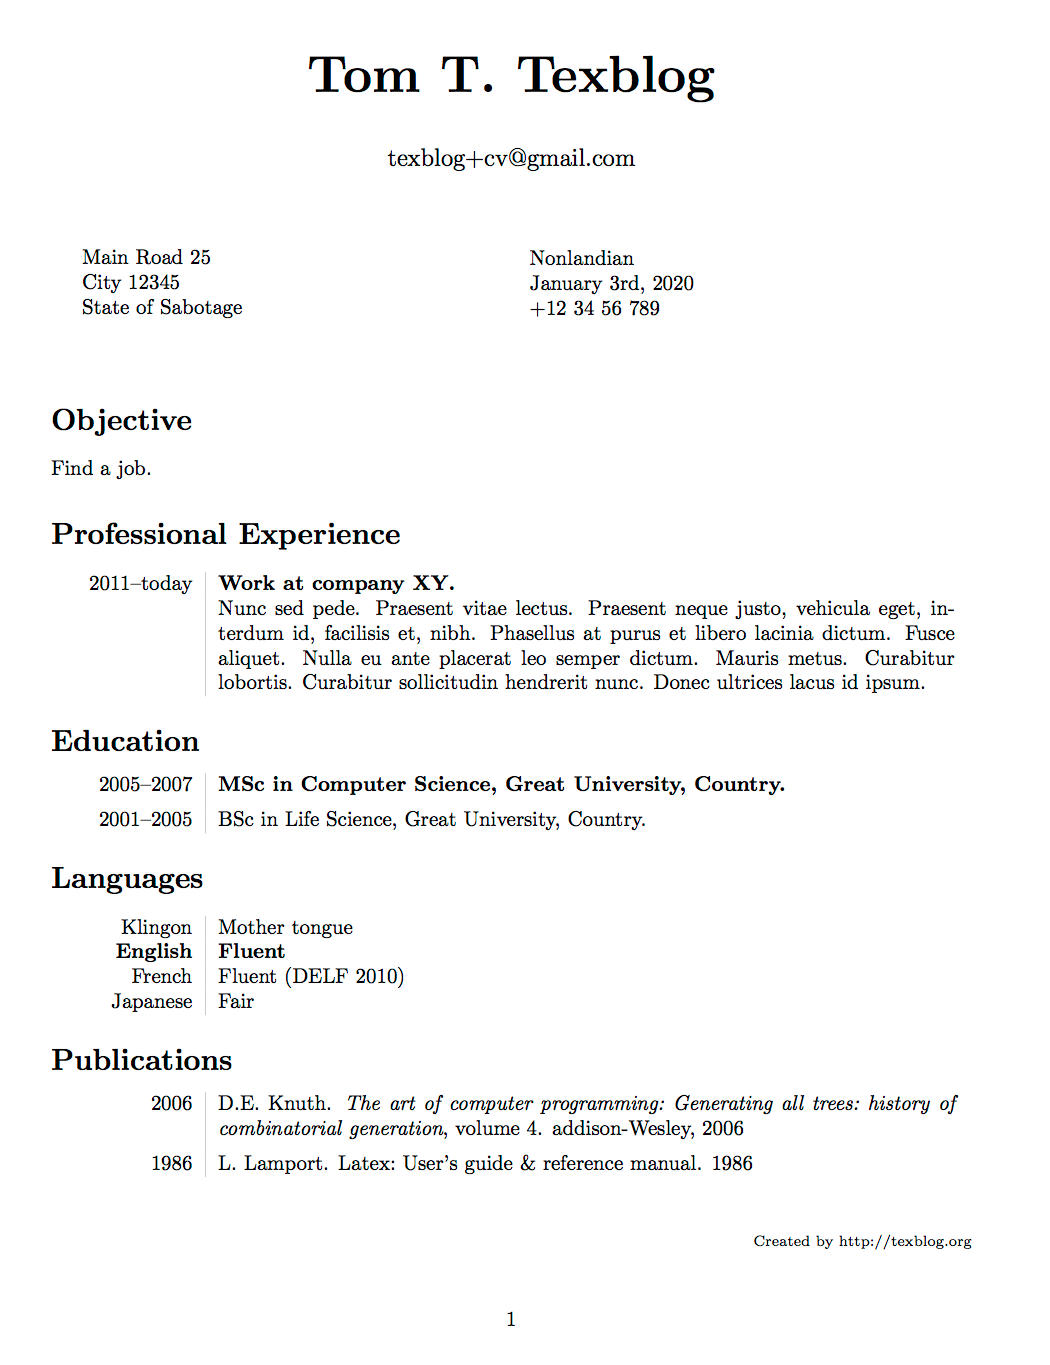 Tom T. Texblog
texblog+cv@gmail.com
Main Road 25
City 12345
State of Sabotage
Nonlandian
January 3rd, 2020
+12 34 56 789
Objective
Find a job.
Professional Experience
2011–today Work at company XY.
Nunc sed pede. Praesent vitae lectus. Praesent neque justo, vehicula eget, in-
terdum id, facilisis et, nibh. Phasellus at purus et libero lacinia dictum. Fusce
aliquet. Nulla eu ante placerat leo semper dictum. Mauris metus. Curabitur
lobortis. Curabitur sollicitudin hendrerit nunc. Donec ultrices lacus id ipsum.
Education
2005–2007 MSc in Computer Science, Great University, Country.
2001–2005 BSc in Life Science, Great University, Country.
Languages
Klingon Mother tongue
English Fluent
French Fluent (DELF 2010)
Japanese Fair
Publications
2006 D.E. Knuth. The art of computer programming: Generating all trees: history of
combinatorial generation, volume 4. addison-Wesley, 2006
1986 L. Lamport. Latex: User's guide & reference manual. 1986
Created by http://texblog.org
1